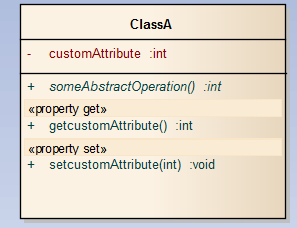 ClassA
- customAttribute :int
+ someAbstractOperation() :int
«property get»
+ getcustomAttribute() :int
«property set»
+ setcustomAttribute(int) :void